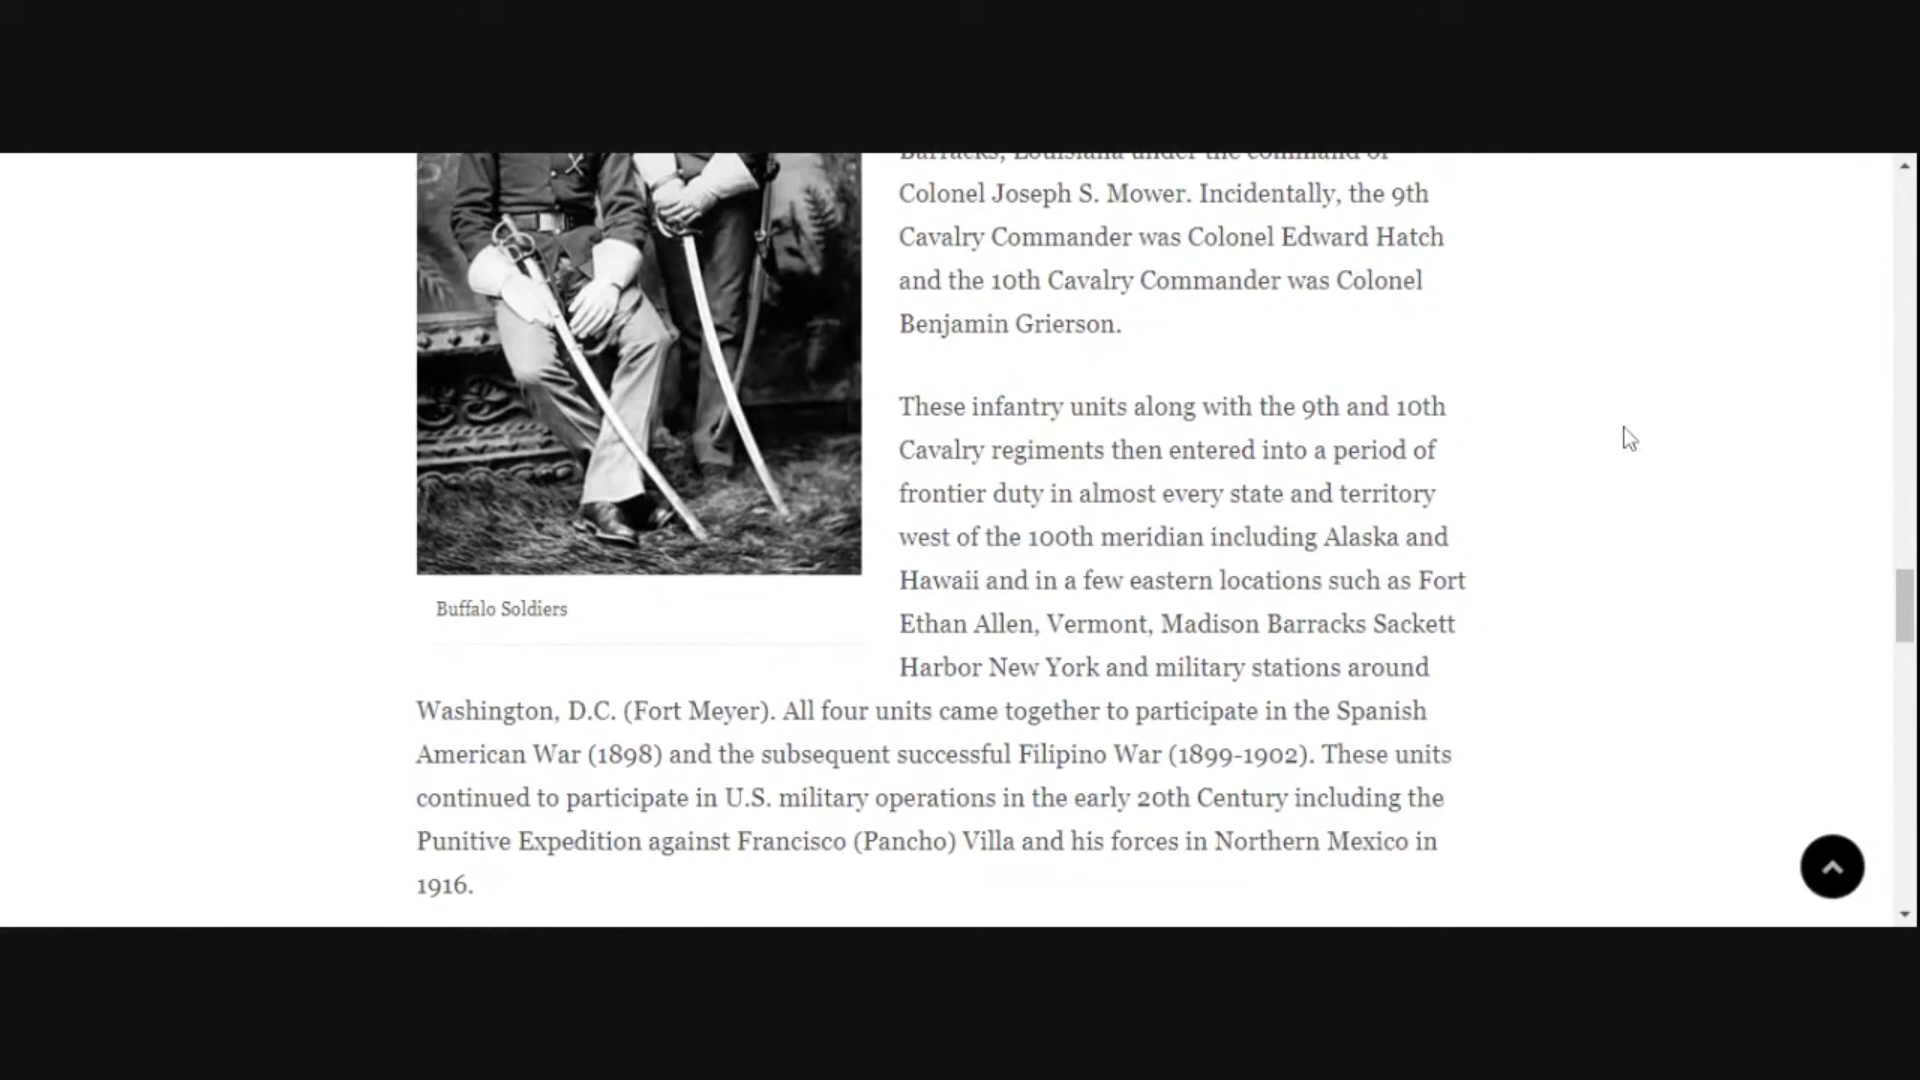 Barracks, Louisiana under the command of
Colonel Joseph S. Mower. Incidentally, the 9th
Cavalry Commander was Colonel Edward Hatch
and the 10th Cavalry Commander was Colonel
Benjamin Grierson.
These infantry units along with the 9th and 10th
Cavalry regiments then entered into a period of
frontier duty in almost every state and territory
west of the 100th meridian including Alaska and
Hawaii and in a few eastern locations such as Fort
Ethan Allen, Vermont, Madison Barracks Sackett
Harbor New York and military stations around
Washington, D.C. (Fort Meyer). All four units came together to participate in the Spanish
American War (1898) and the subsequent successful Filipino War (1899-1902). These units
continued to participate in U.S. military operations in the early 20th Century including the
Punitive Expedition against Francisco (Pancho) Villa and his forces in Northern Mexico in
1916.
Buffalo Soldiers